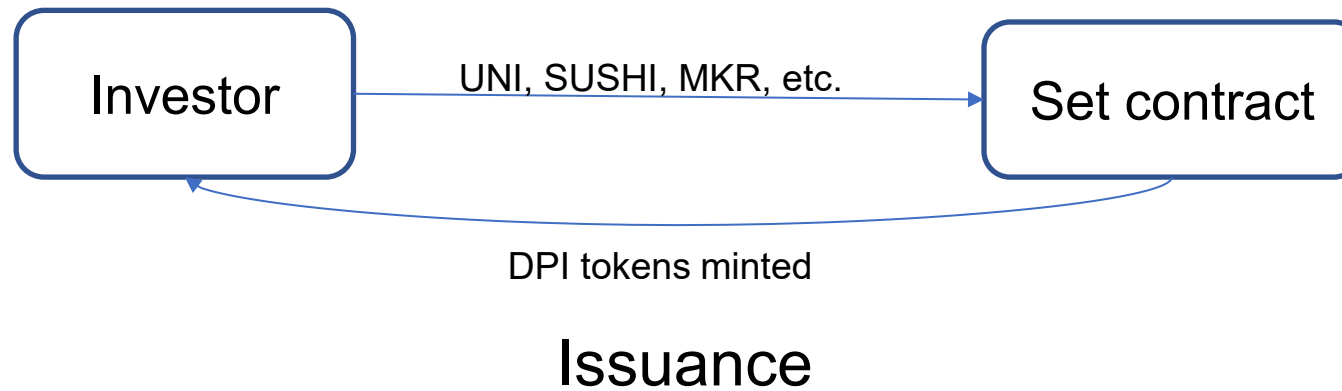 Investor
UNI, SUSHI, MKR, etc.
Set contract
DPI tokens minted
Issuance